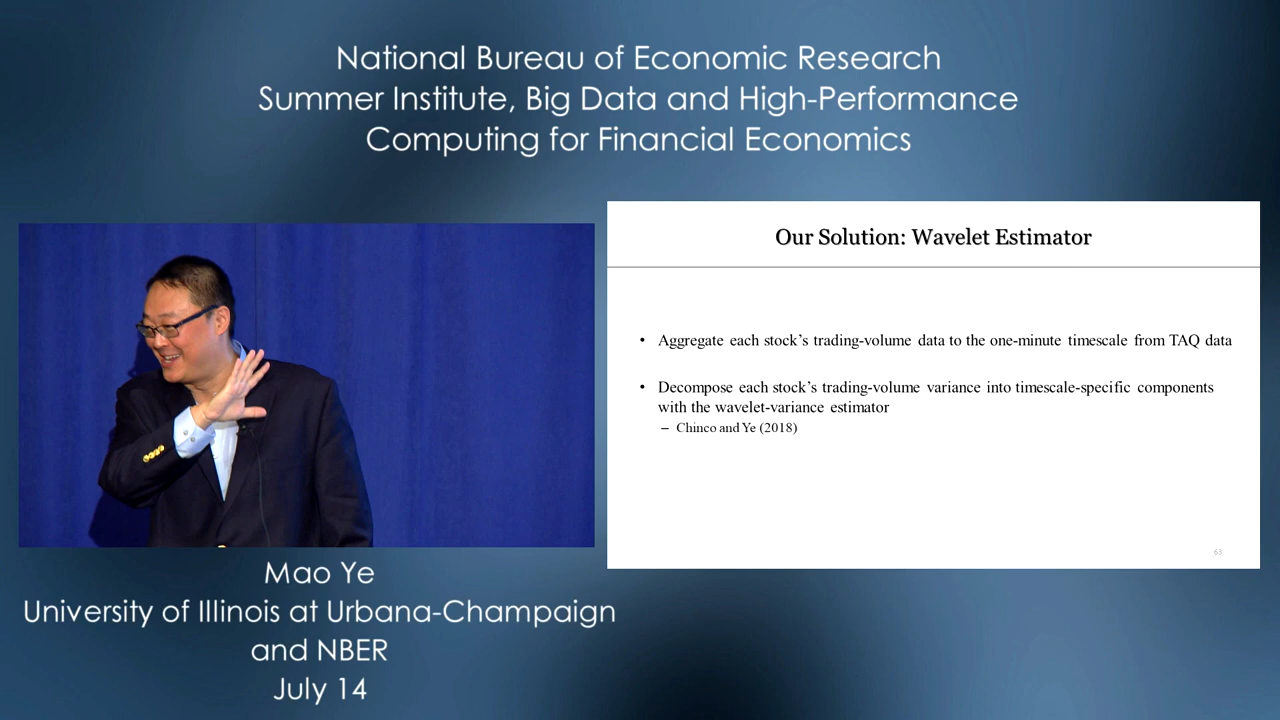 National Bureau of Economic Research
Summer Institute, Big Data and High-Performance
Computing for Financial Economics
Our Solution: Wavelet Estimator
• Aggregate each stock’s trading-volume data to the one-minute timescale from TAQ data
• Decompose each stock’s trading-volume variance into timescale-specific components
with the wavelet-variance estimator
– Chinco and Ye (2018)
63
Mao Ye
University of Illinois at Urbana-Champaign
and NBER
July 14